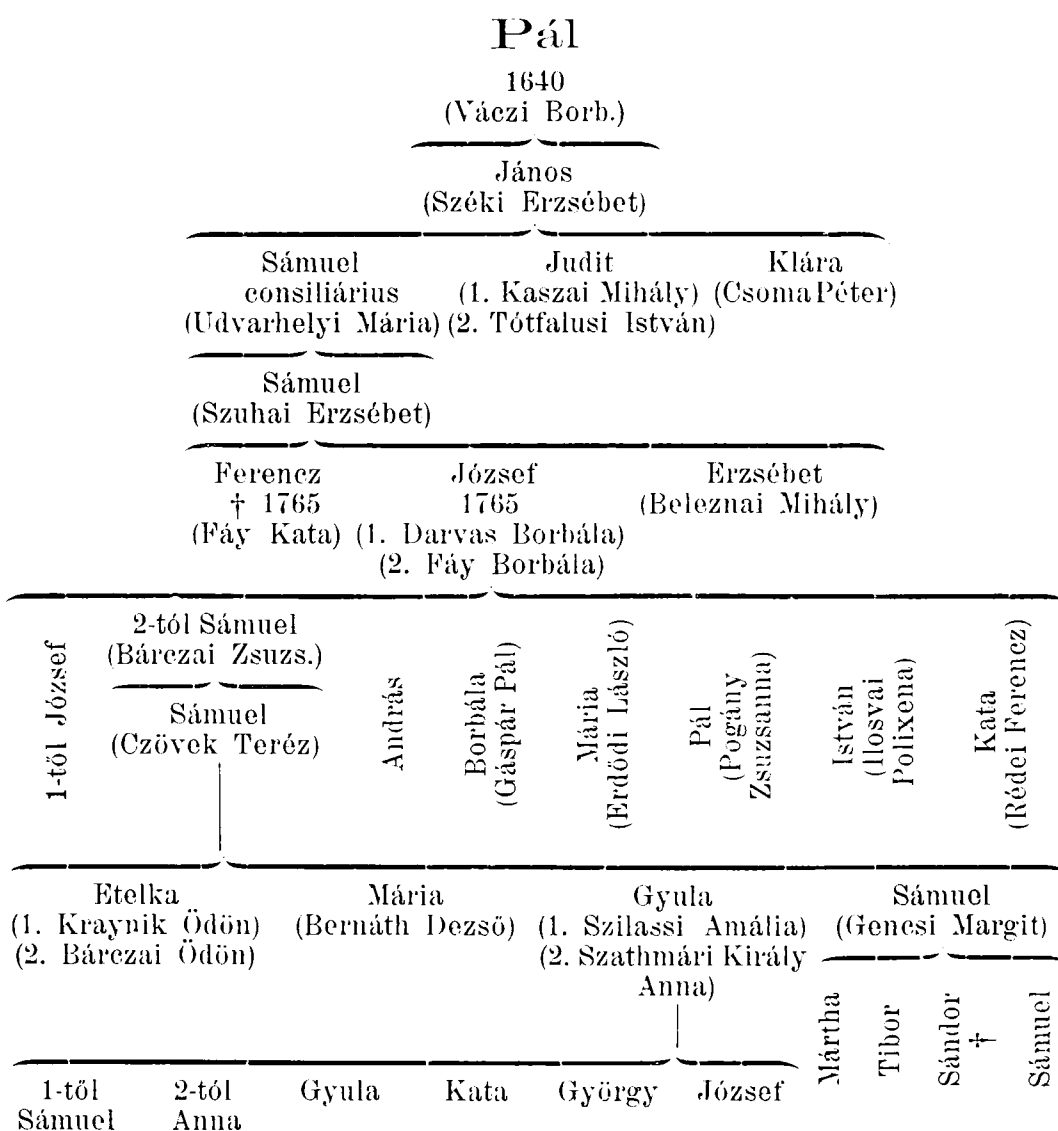 Pál
1640
(Váczi Borb.)
János
(Széki Erzsébet)
Sámuel
consiliárius
(Udvarhelyi Mária)
Judit
(1. Kaszai Mihály)
(2. Tótfalusi István)
Klára
(Csoma Péter)
Sámuel
(Szuhai Erzsébet)
Ferencz
† 1765
(Fáy Kata)
József
1765
(1. Darvas Borbála)
(2. Fáy Borbála)
Erzsébet
(Beleznai Mihály)
1-től József
2-tól Sámuel
(Bárczai Zsuzs.)
Sámuel
(Czövek Teréz)
András
Borbála
(Gáspár Pál)
Mária
(Erdődi László)
Pál
(Pogány
Zsuzsanna)
István
(Ilosvai
Polixena)
Kata
(Rédei Ferencz)
Etelka
(1. Kraynik Ödön)
(2. Bárczai Ödön)
Mária
(Bernáth Dezső)
Gyula
(1. Szilassi Amália)
(2. Szathmári Király
Anna)
Sámuel
(Gencsi Margit)
Mártha
Tibor
Sándor
†
Sámuel
1-től
Sámuel
2-tól
Anna
Gyula
Kata
György
József